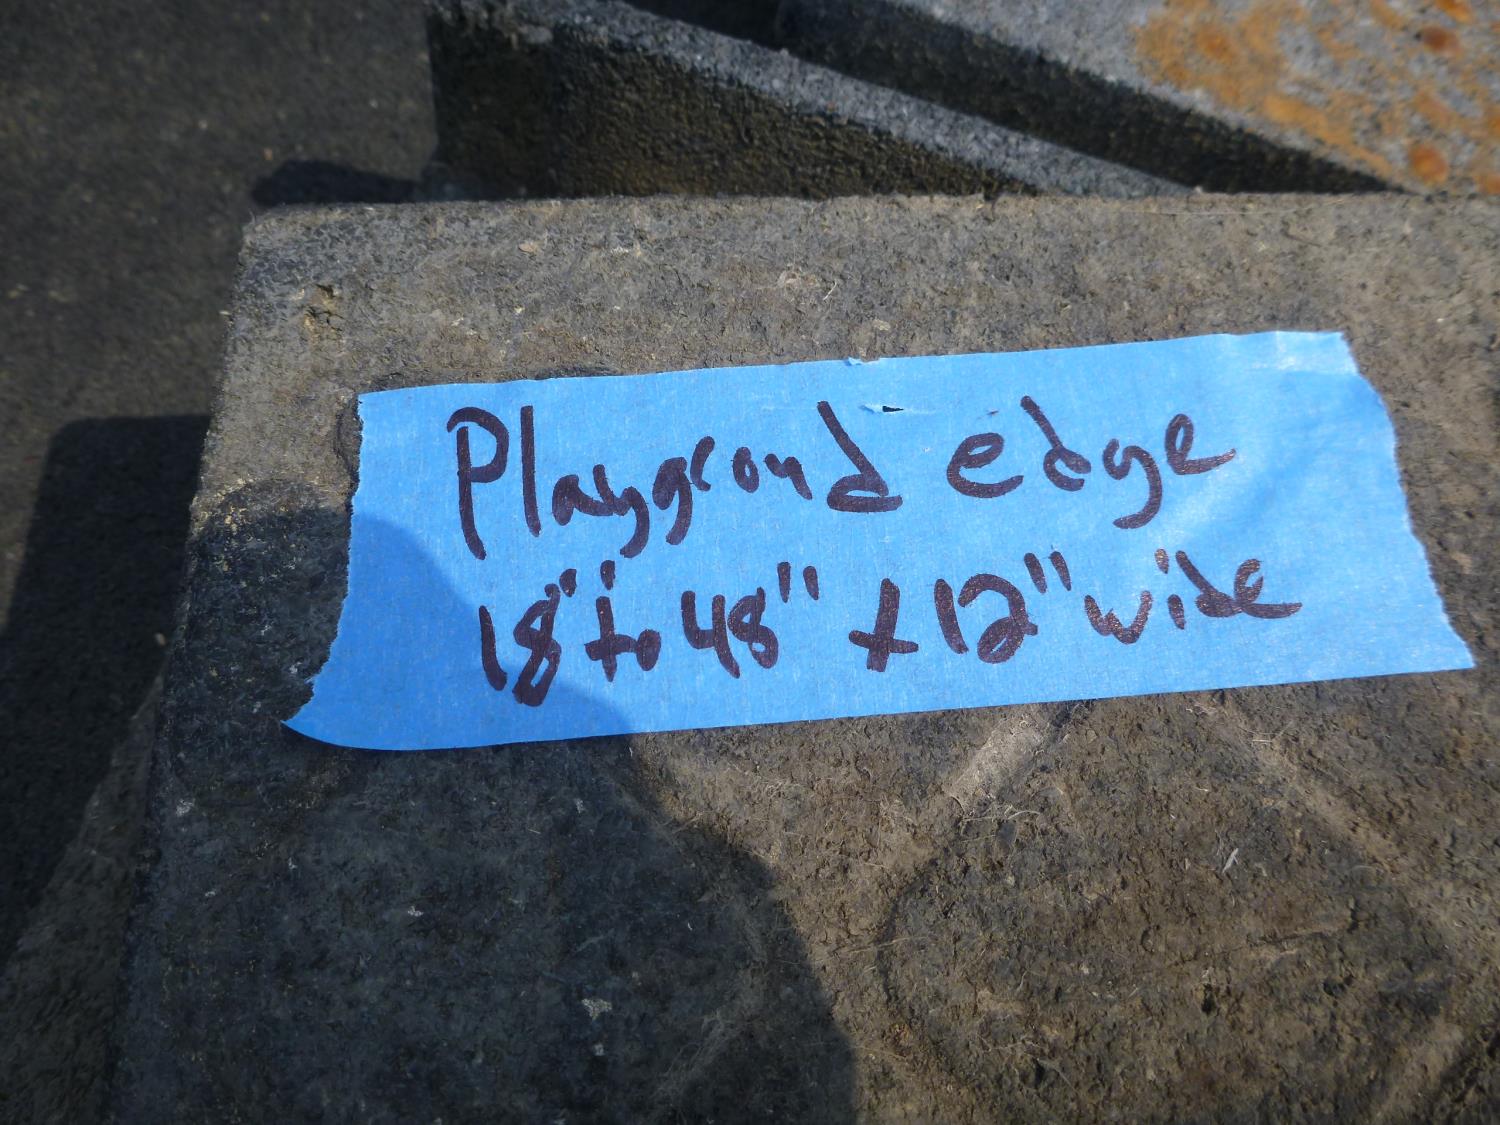 Playground edge
18" to 48" x 12" wide